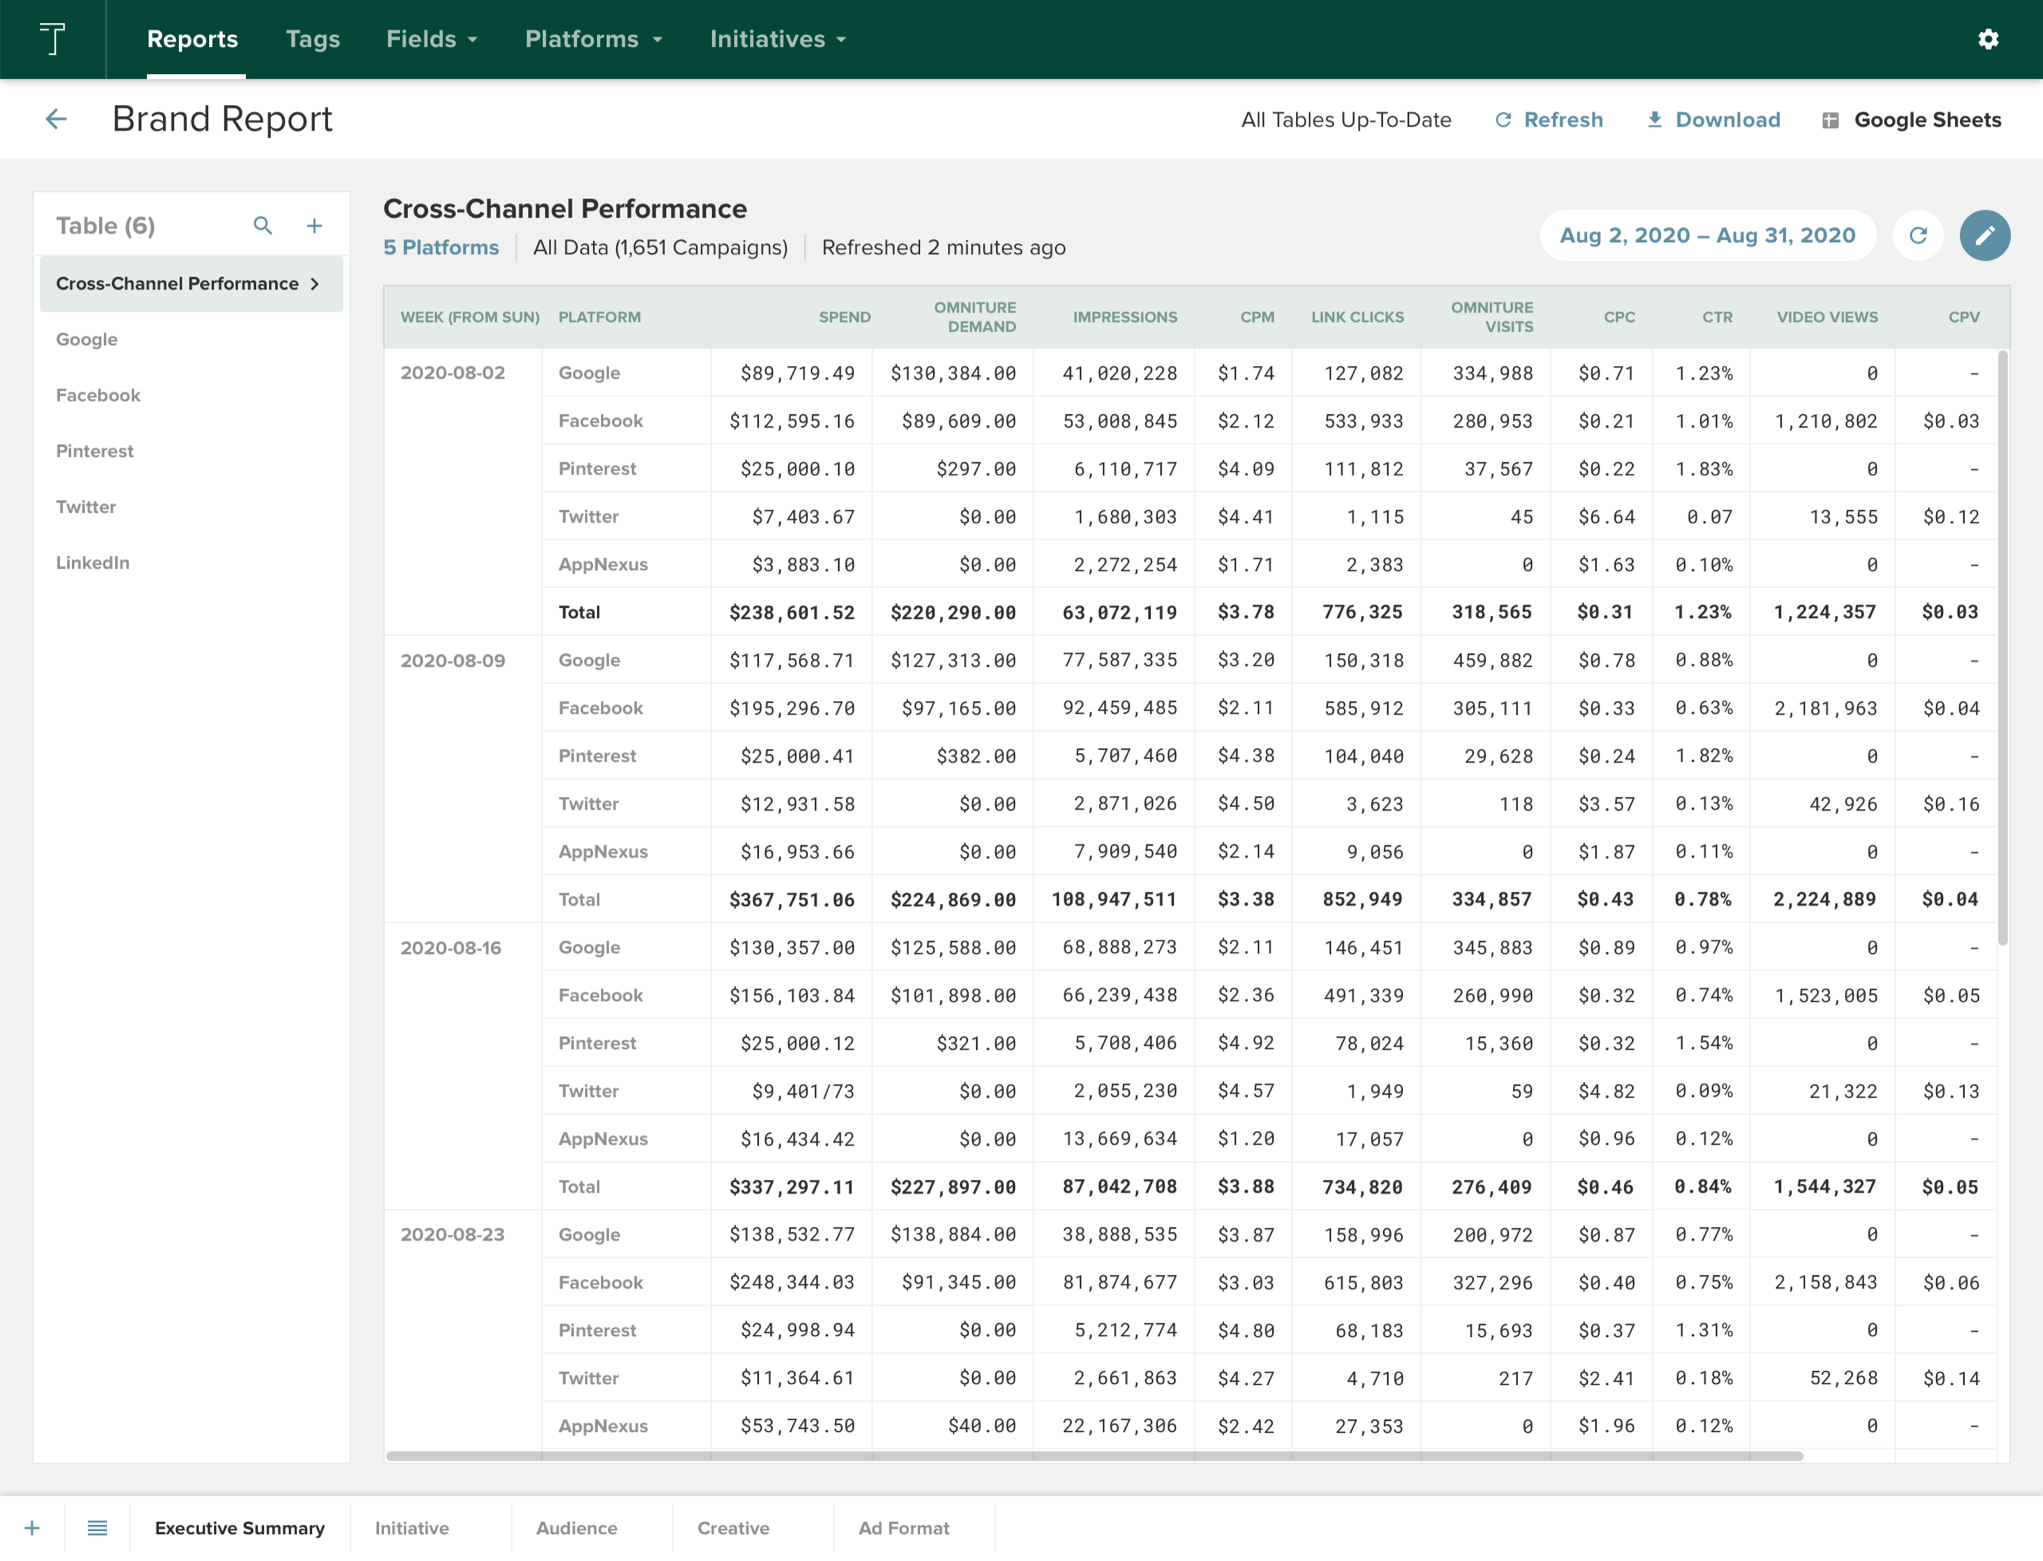 T
Reports Tags Fields Platforms Initiatives
Brand Report
All Tables Up-To-Date Refresh Download Google Sheets
Table (6)
Cross-Channel Performance
Google
Facebook
Pinterest
Twitter
LinkedIn
Cross-Channel Performance
5 Platforms All Data (1,651 Campaigns) Refreshed 2 minutes ago
Aug 2, 2020 – Aug 31, 2020
WEEK (FROM SUN) PLATFORM SPEND OMNITURE DEMAND IMPRESSIONS CPM LINK CLICKS OMNITURE VISITS CPC CTR VIDEO VIEWS CPV
2020-08-02 Google $89,719.49 $130,384.00 41,020,228 $1.74 127,082 334,988 $0.71 1.23% 0 -
Facebook $112,595.16 $89,609.00 53,008,845 $2.12 533,933 280,953 $0.21 1.01% 1,210,802 $0.03
Pinterest $25,000.10 $297.00 6,110,717 $4.09 111,812 37,567 $0.22 1.83% 0 -
Twitter $7,403.67 $0.00 1,680,303 $4.41 1,115 45 $6.64 0.07 13,555 $0.12
AppNexus $3,883.10 $0.00 2,272,254 $1.71 2,383 0 $1.63 0.10% 0 -
Total $238,601.52 $220,290.00 63,072,119 $3.78 776,325 318,565 $0.31 1.23% 1,224,357 $0.03
2020-08-09 Google $117,568.71 $127,313.00 77,587,335 $3.20 150,318 459,882 $0.78 0.88% 0 -
Facebook $195,296.70 $97,165.00 92,459,485 $2.11 585,912 305,111 $0.33 0.63% 2,181,963 $0.04
Pinterest $25,000.41 $382.00 5,707,460 $4.38 104,040 29,628 $0.24 1.82% 0 -
Twitter $12,931.58 $0.00 2,871,026 $4.50 3,623 118 $3.57 0.13% 42,926 $0.16
AppNexus $16,953.66 $0.00 7,909,540 $2.14 9,056 0 $1.87 0.11% 0 -
Total $367,751.06 $224,869.00 108,947,511 $3.38 852,949 334,857 $0.43 0.78% 2,224,889 $0.04
2020-08-16 Google $130,357.00 $125,588.00 68,888,273 $2.11 146,451 345,883 $0.89 0.97% 0 -
Facebook $156,103.84 $101,898.00 66,239,438 $2.36 491,339 260,990 $0.32 0.74% 1,523,005 $0.05
Pinterest $25,000.12 $321.00 5,708,406 $4.92 78,024 15,360 $0.32 1.54% 0 -
Twitter $9,401/73 $0.00 2,055,230 $4.57 1,949 59 $4.82 0.09% 21,322 $0.13
AppNexus $16,434.42 $0.00 13,669,634 $1.20 17,057 0 $0.96 0.12% 0 -
Total $337,297.11 $227,897.00 87,042,708 $3.88 734,820 276,409 $0.46 0.84% 1,544,327 $0.05
2020-08-23 Google $138,532.77 $138,884.00 38,888,535 $3.87 158,996 200,972 $0.87 0.77% 0 -
Facebook $248,344.03 $91,345.00 81,874,677 $3.03 615,803 327,296 $0.40 0.75% 2,158,843 $0.06
Pinterest $24,998.94 $0.00 5,212,774 $4.80 68,183 15,693 $0.37 1.31% 0 -
Twitter $11,364.61 $0.00 2,661,863 $4.27 4,710 217 $2.41 0.18% 52,268 $0.14
AppNexus $53,743.50 $40.00 22,167,306 $2.42 27,353 0 $1.96 0.12% 0 -
Executive Summary Initiative Audience Creative Ad Format